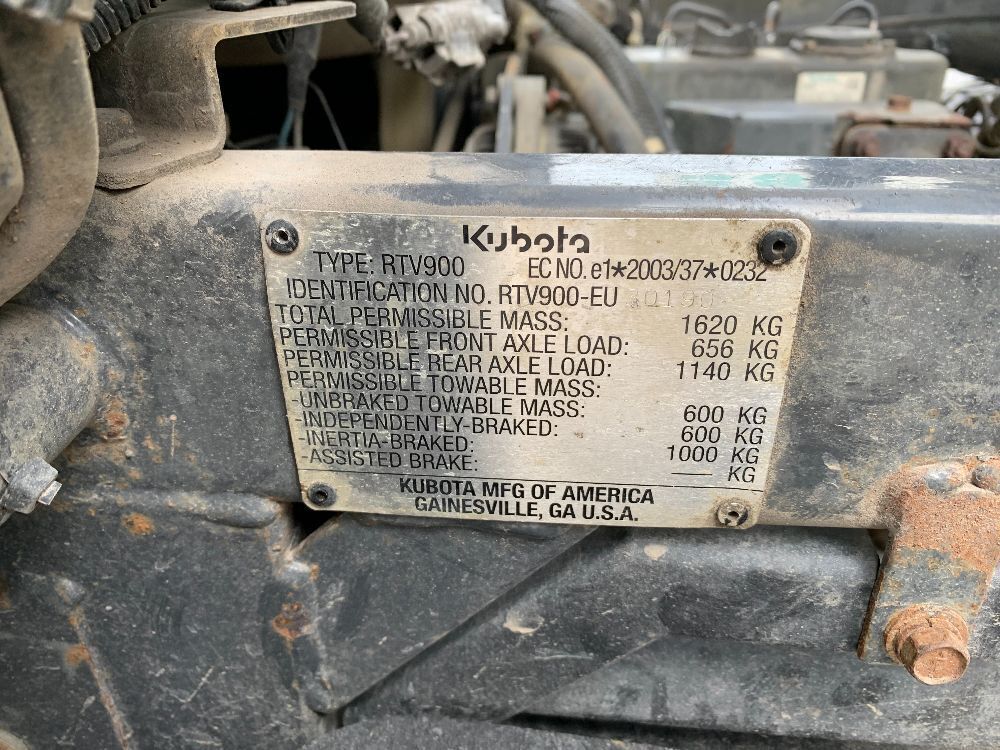 Kubota
TYPE: RTV900 EC NO. e1*2003/37*0232
IDENTIFICATION NO. RTV900-EU
TOTAL PERMISSIBLE MASS: 1620 KG
PERMISSIBLE FRONT AXLE LOAD: 656 KG
PERMISSIBLE REAR AXLE LOAD: 1140 KG
PERMISSIBLE TOWABLE MASS:
-UNBRAKED TOWABLE MASS: 600 KG
-INDEPENDENTLY-BRAKED: 600 KG
-INERTIA-BRAKED: 1000 KG
-ASSISTED BRAKE: — KG
KUBOTA MFG OF AMERICA
GAINESVILLE, GA U.S.A.